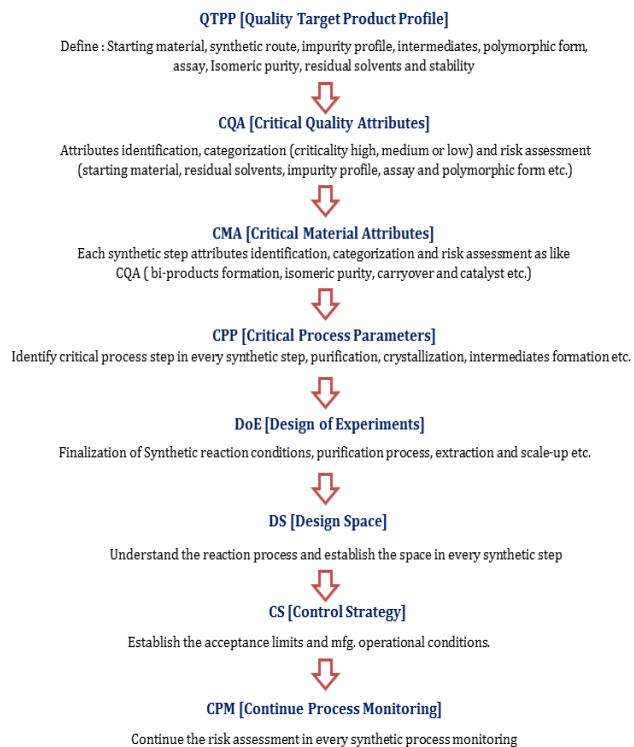 QTPP [Quality Target Product Profile]
Define : Starting material, synthetic route, impurity profile, intermediates, polymorphic form,
assay, Isomeric purity, residual solvents and stability
CQA [Critical Quality Attributes]
Attributes identification, categorization (criticality high, medium or low) and risk assessment
(starting material, residual solvents, impurity profile, assay and polymorphic form etc.)
CMA [Critical Material Attributes]
Each synthetic step attributes identification, categorization and risk assessment as like
CQA ( bi-products formation, isomeric purity, carryover and catalyst etc.)
CPP [Critical Process Parameters]
Identify critical process step in every synthetic step, purification, crystallization, intermediates formation etc.
DoE [Design of Experiments]
Finalization of Synthetic reaction conditions, purification process, extraction and scale-up etc.
DS [Design Space]
Understand the reaction process and establish the space in every synthetic step
CS [Control Strategy]
Establish the acceptance limits and mfg. operational conditions.
CPM [Continue Process Monitoring]
Continue the risk assessment in every synthetic process monitoring